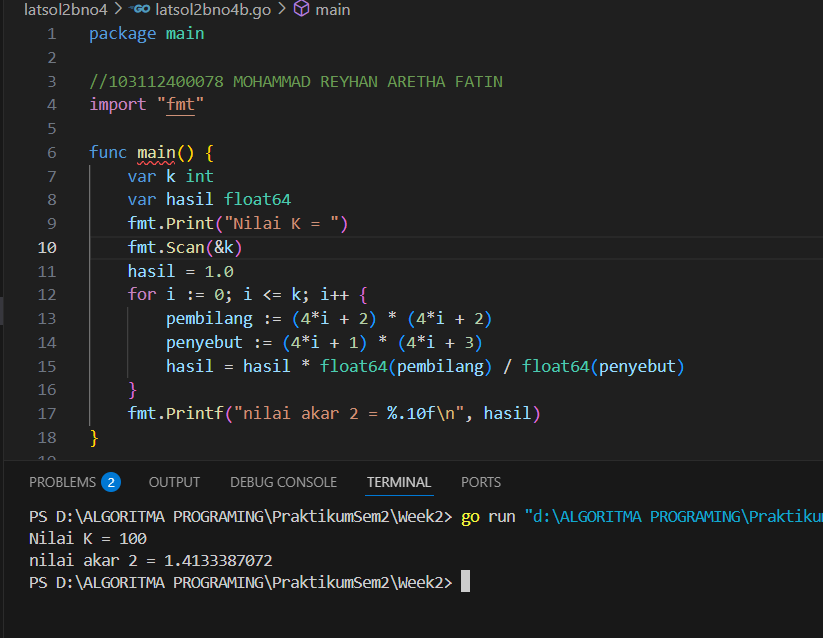 latsol2bno4 > GO latsol2bno4b.go > main
1 package main
2
3 //103112400078 MOHAMMAD REYHAN ARETHA FATIN
4 import "fmt"
5
6 func main() {
7 var k int
8 var hasil float64
9 fmt.Print("Nilai K = ")
10 fmt.Scan(&k)
11 hasil = 1.0
12 for i := 0; i <= k; i++ {
13 pembilang := (4*i + 2) * (4*i + 2)
14 penyebut := (4*i + 1) * (4*i + 3)
15 hasil = hasil * float64(pembilang) / float64(penyebut)
16 }
17 fmt.Printf("nilai akar 2 = %.10f\n", hasil)
18 }
19
PROBLEMS 2 OUTPUT DEBUG CONSOLE TERMINAL PORTS
PS D:\ALGORITMA PROGRAMING\PraktikumSem2\Week2> go run "d:\ALGORITMA PROGRAMING\Praktikum
Nilai K = 100
nilai akar 2 = 1.4133387072
PS D:\ALGORITMA PROGRAMING\PraktikumSem2\Week2>